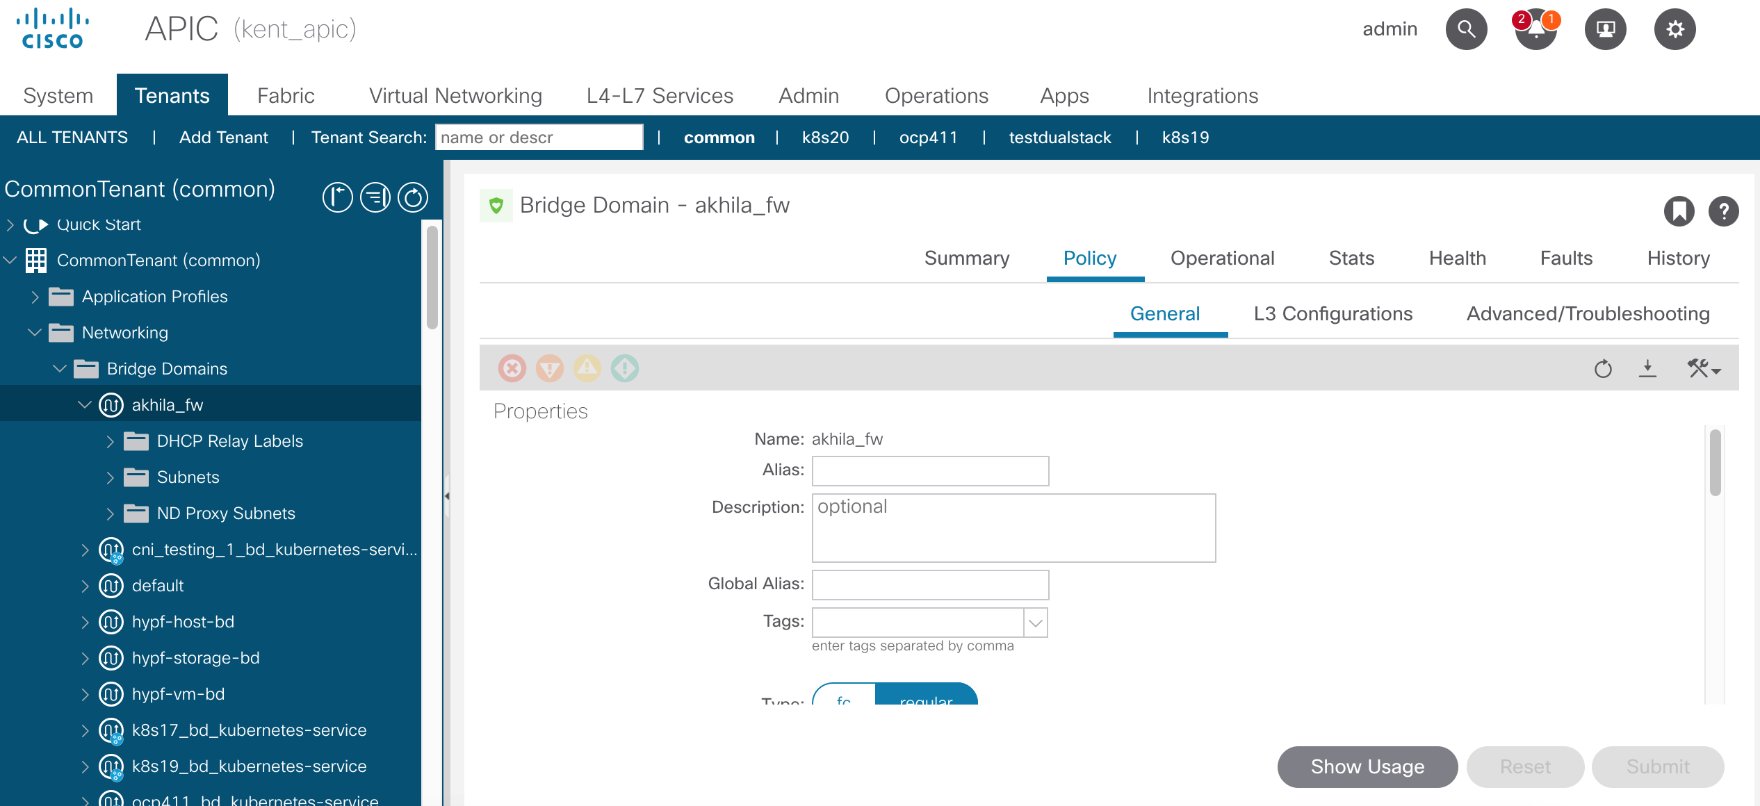 CISCO
APIC (kent_apic)
admin
2
1
System Tenants Fabric Virtual Networking L4-L7 Services Admin Operations Apps Integrations
ALL TENANTS | Add Tenant | Tenant Search: name or descr | common | k8s20 | ocp411 | testdualstack | k8s19
CommonTenant (common)
Quick Start
CommonTenant (common)
Application Profiles
Networking
Bridge Domains
akhila_fw
DHCP Relay Labels
Subnets
ND Proxy Subnets
cni_testing_1_bd_kubernetes-servi...
default
hypf-host-bd
hypf-storage-bd
hypf-vm-bd
k8s17_bd_kubernetes-service
k8s19_bd_kubernetes-service
ocp411_bd_kubernetes-service
Bridge Domain - akhila_fw
?
Summary Policy Operational Stats Health Faults History
General L3 Configurations Advanced/Troubleshooting
Properties
Name: akhila_fw
Alias:
Description: optional
Global Alias:
Tags:
enter tags separated by comma
Type: fc regular
Show Usage Reset Submit